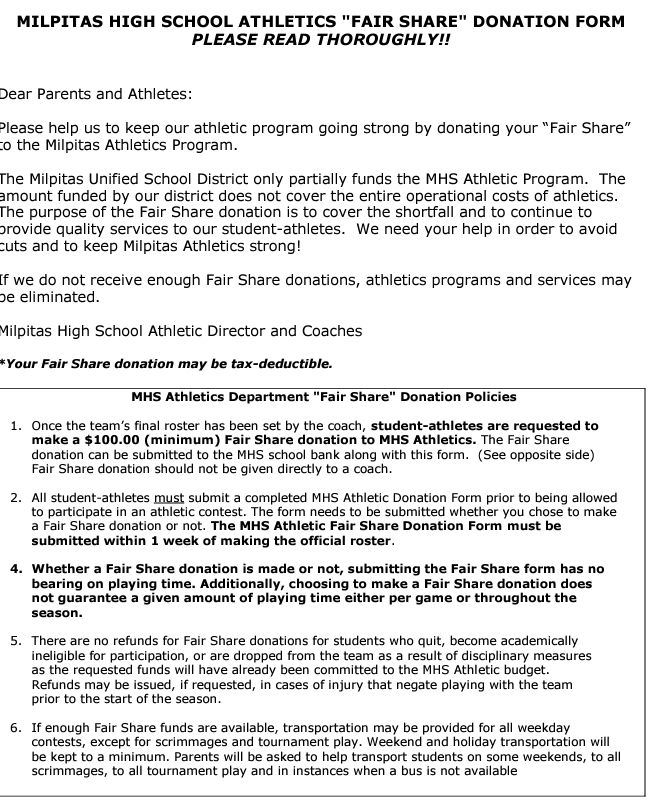 MILPITAS HIGH SCHOOL ATHLETICS "FAIR SHARE" DONATION FORM
PLEASE READ THOROUGHLY!!
Dear Parents and Athletes:
Please help us to keep our athletic program going strong by donating your “Fair Share”
to the Milpitas Athletics Program.
The Milpitas Unified School District only partially funds the MHS Athletic Program. The
amount funded by our district does not cover the entire operational costs of athletics.
The purpose of the Fair Share donation is to cover the shortfall and to continue to
provide quality services to our student-athletes. We need your help in order to avoid
cuts and to keep Milpitas Athletics strong!
If we do not receive enough Fair Share donations, athletics programs and services may
be eliminated.
Milpitas High School Athletic Director and Coaches
*Your Fair Share donation may be tax-deductible.
MHS Athletics Department "Fair Share" Donation Policies
1. Once the team’s final roster has been set by the coach, student-athletes are requested to
make a $100.00 (minimum) Fair Share donation to MHS Athletics. The Fair Share
donation can be submitted to the MHS school bank along with this form. (See opposite side)
Fair Share donation should not be given directly to a coach.
2. All student-athletes must submit a completed MHS Athletic Donation Form prior to being allowed
to participate in an athletic contest. The form needs to be submitted whether you chose to make
a Fair Share donation or not. The MHS Athletic Fair Share Donation Form must be
submitted within 1 week of making the official roster.
4. Whether a Fair Share donation is made or not, submitting the Fair Share form has no
bearing on playing time. Additionally, choosing to make a Fair Share donation does
not guarantee a given amount of playing time either per game or throughout the
season.
5. There are no refunds for Fair Share donations for students who quit, become academically
ineligible for participation, or are dropped from the team as a result of disciplinary measures
as the requested funds will have already been committed to the MHS Athletic budget.
Refunds may be issued, if requested, in cases of injury that negate playing with the team
prior to the start of the season.
6. If enough Fair Share funds are available, transportation may be provided for all weekday
contests, except for scrimmages and tournament play. Weekend and holiday transportation will
be kept to a minimum. Parents will be asked to help transport students on some weekends, to all
scrimmages, to all tournament play and in instances when a bus is not available